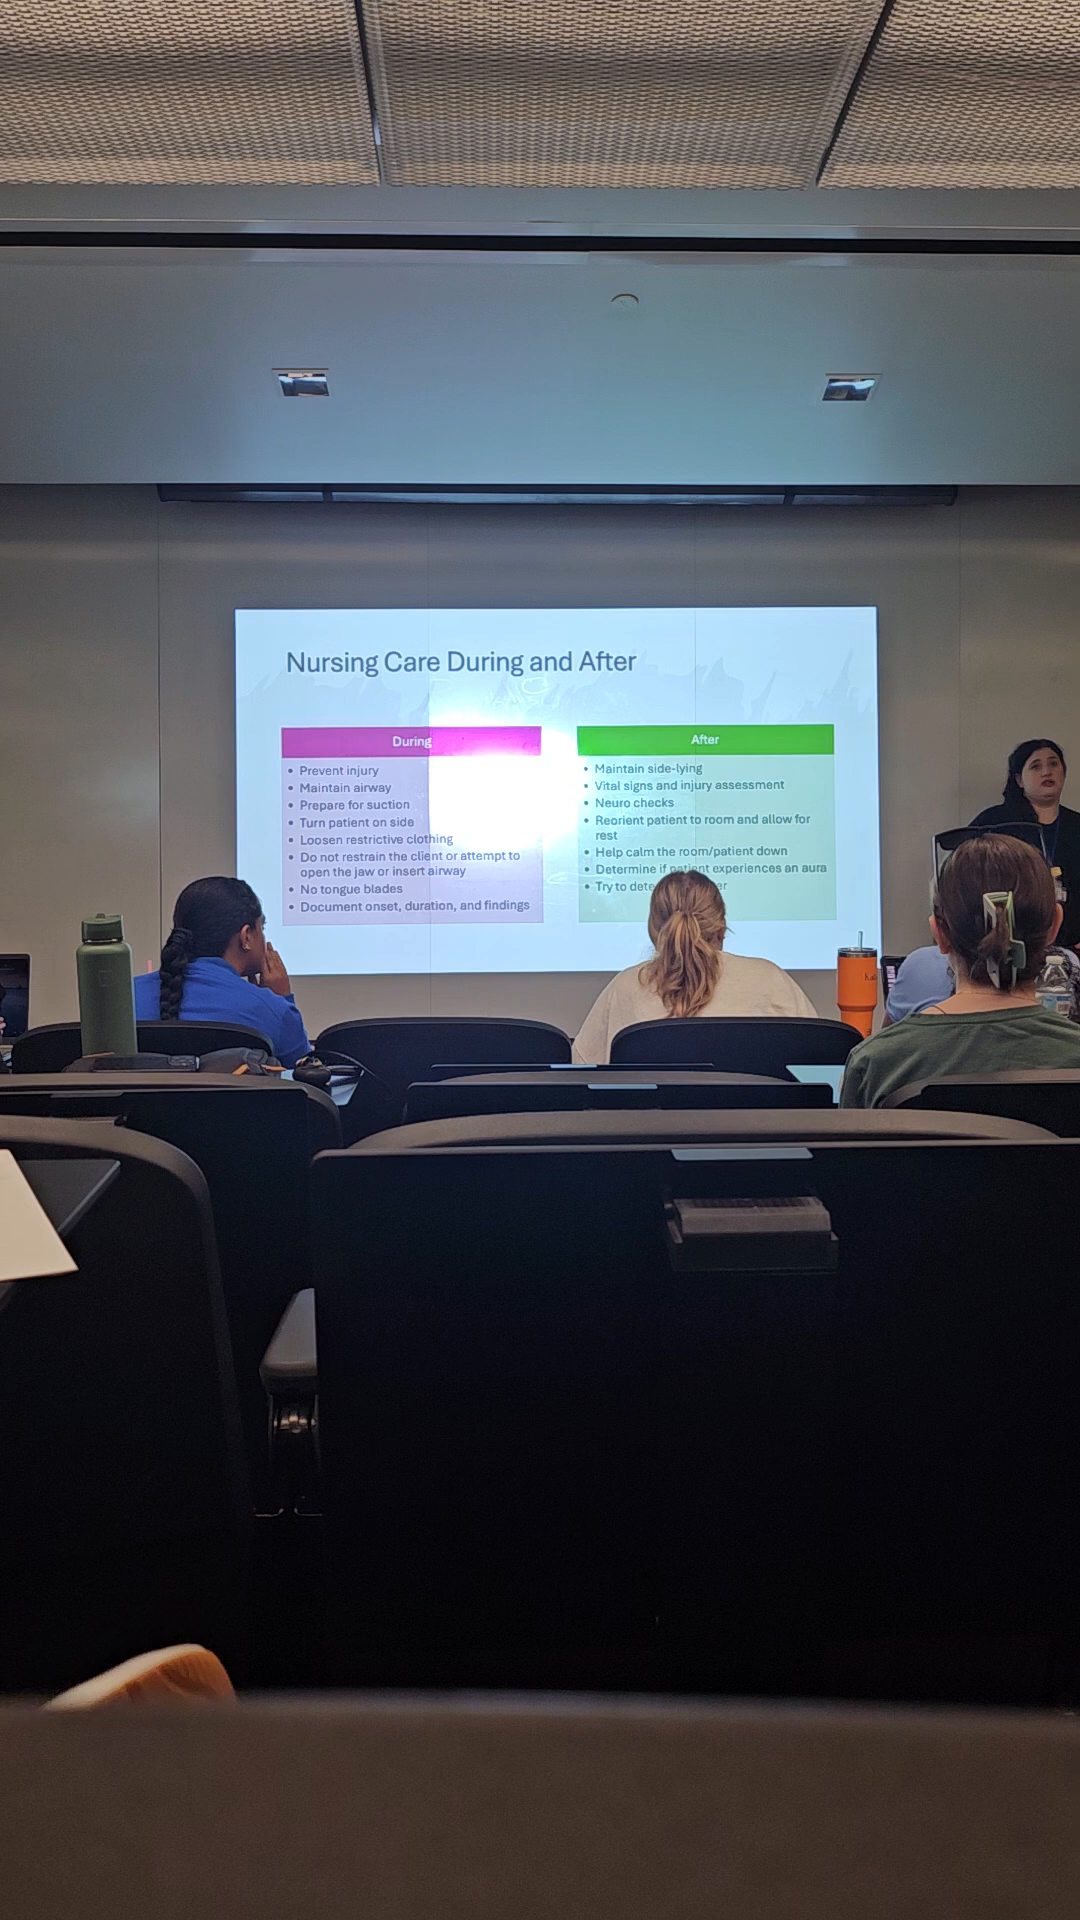 Nursing Care During and After
During
• Prevent injury
• Maintain airway
• Prepare for suction
• Turn patient on side
• Loosen restrictive clothing
• Do not restrain the client or attempt to
open the jaw or insert airway
• No tongue blades
• Document onset, duration, and findings
After
• Maintain side-lying
• Vital signs and injury assessment
• Neuro checks
• Reorient patient to room and allow for
rest
• Help calm the room/patient down
• Determine if patient experiences an aura
• Try to